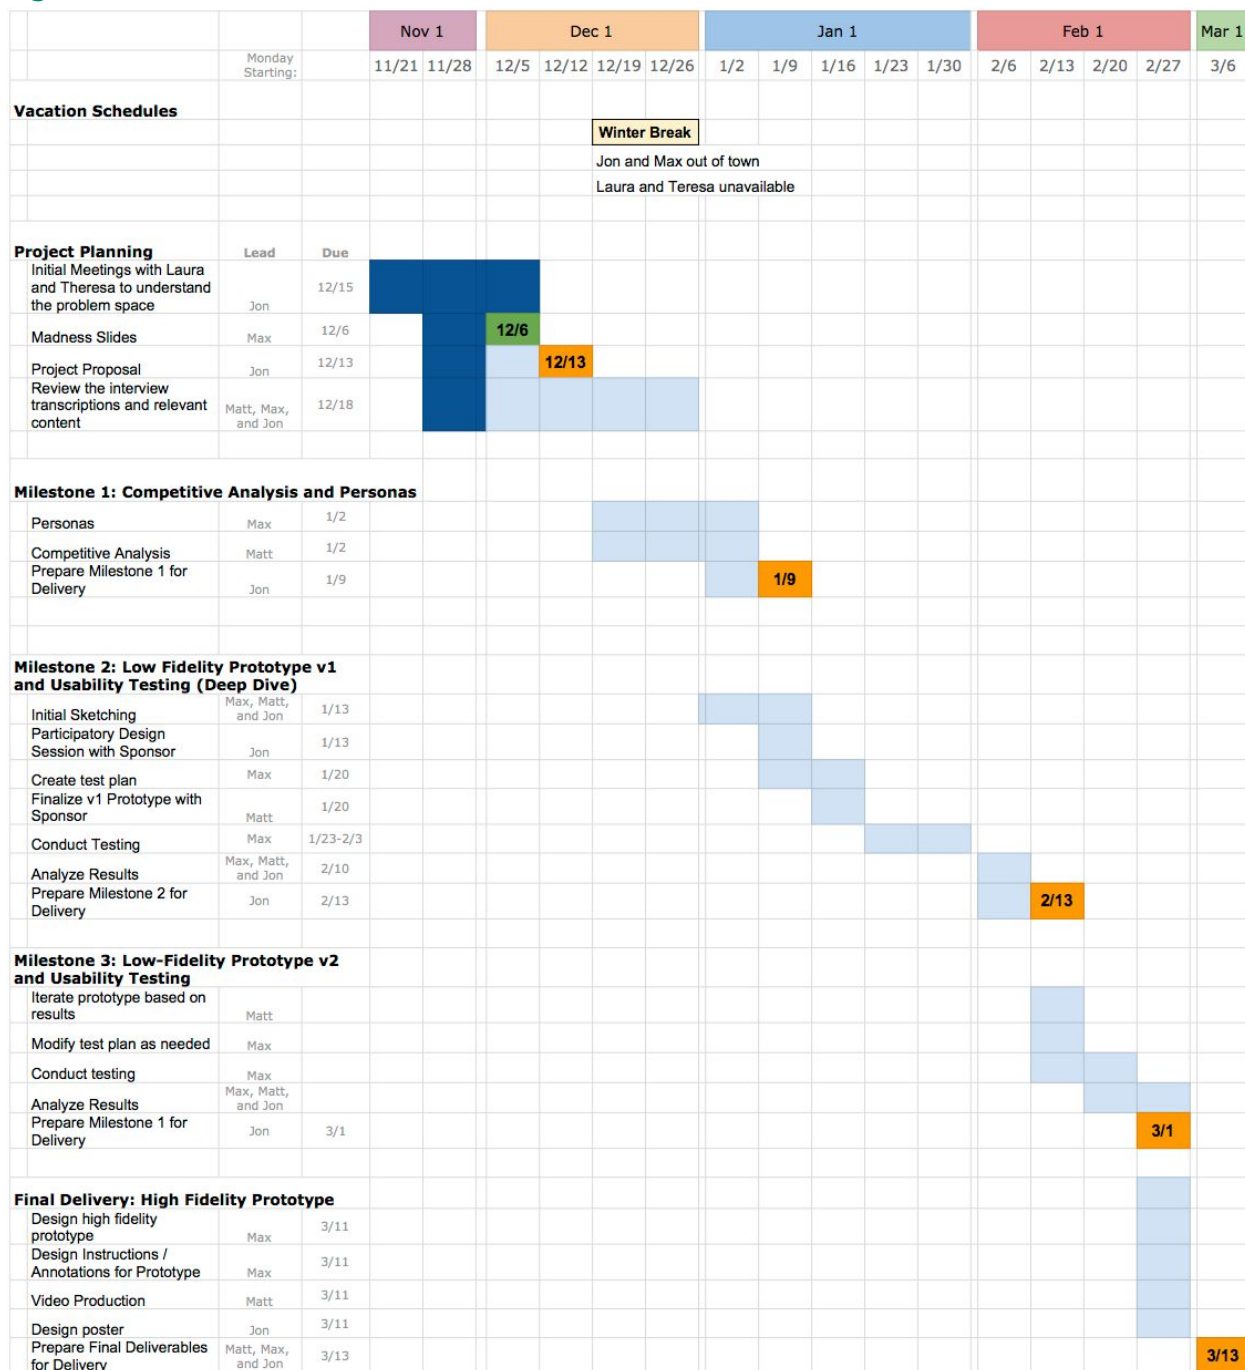 Nov 1 Dec 1 Jan 1 Feb 1 Mar 1
Monday Starting: 11/21 11/28 12/5 12/12 12/19 12/26 1/2 1/9 1/16 1/23 1/30 2/6 2/13 2/20 2/27 3/6
Vacation Schedules
Winter Break
Jon and Max out of town
Laura and Teresa unavailable
Project Planning Lead Due
Initial Meetings with Laura and Theresa to understand the problem space Jon 12/15
Madness Slides Max 12/6 12/6
Project Proposal Jon 12/13 12/13
Review the interview transcriptions and relevant content Matt, Max, and Jon 12/18
Milestone 1: Competitive Analysis and Personas
Personas Max 1/2
Competitive Analysis Matt 1/2
Prepare Milestone 1 for Delivery Jon 1/9 1/9
Milestone 2: Low Fidelity Prototype v1
and Usability Testing (Deep Dive)
Initial Sketching Max, Matt, and Jon 1/13
Participatory Design Session with Sponsor Jon 1/13
Create test plan Max 1/20
Finalize v1 Prototype with Sponsor Matt 1/20
Conduct Testing Max 1/23-2/3
Analyze Results Max, Matt, and Jon 2/10
Prepare Milestone 2 for Delivery Jon 2/13 2/13
Milestone 3: Low-Fidelity Prototype v2
and Usability Testing
Iterate prototype based on results Matt
Modify test plan as needed Max
Conduct testing Max
Analyze Results Max, Matt, and Jon
Prepare Milestone 1 for Delivery Jon 3/1 3/1
Final Delivery: High Fidelity Prototype
Design high fidelity prototype Max 3/11
Design Instructions / Annotations for Prototype Max 3/11
Video Production Matt 3/11
Design poster Jon 3/11
Prepare Final Deliverables for Delivery Matt, Max, and Jon 3/13 3/13